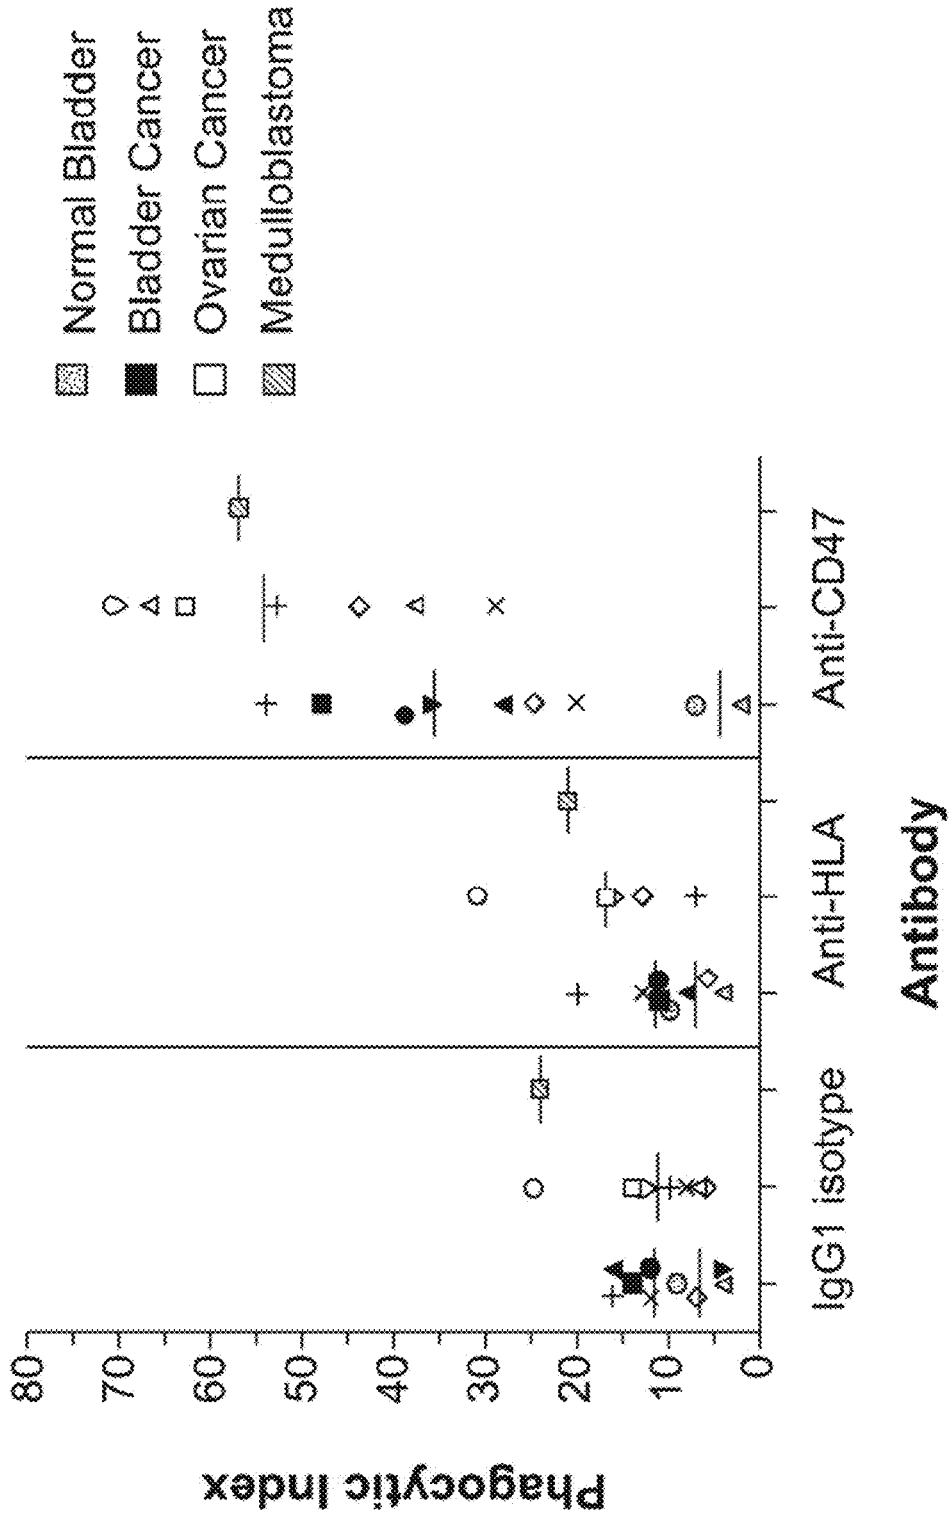 Normal Bladder
Bladder Cancer
Ovarian Cancer
Medulloblastoma
Phagocytic Index
80
70
60
50
40
30
20
10
0
IgG1 isotype
Anti-HLA
Anti-CD47
Antibody